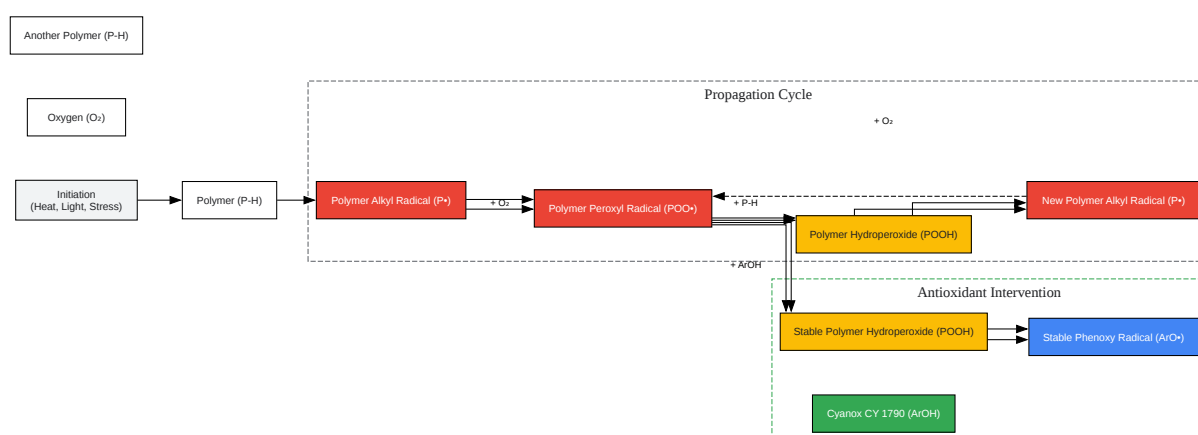 Another Polymer (P-H)
Propagation Cycle
Oxygen (O₂)
+ O₂
Initiation
(Heat, Light, Stress)
Polymer (P-H)
Polymer Alkyl Radical (P•)
+ O₂
Polymer Peroxyl Radical (POO•)
+ P-H
New Polymer Alkyl Radical (P•)
Polymer Hydroperoxide (POOH)
+ ArOH
Antioxidant Intervention
Stable Polymer Hydroperoxide (POOH)
Stable Phenoxy Radical (ArO•)
Cyanox CY 1790 (ArOH)